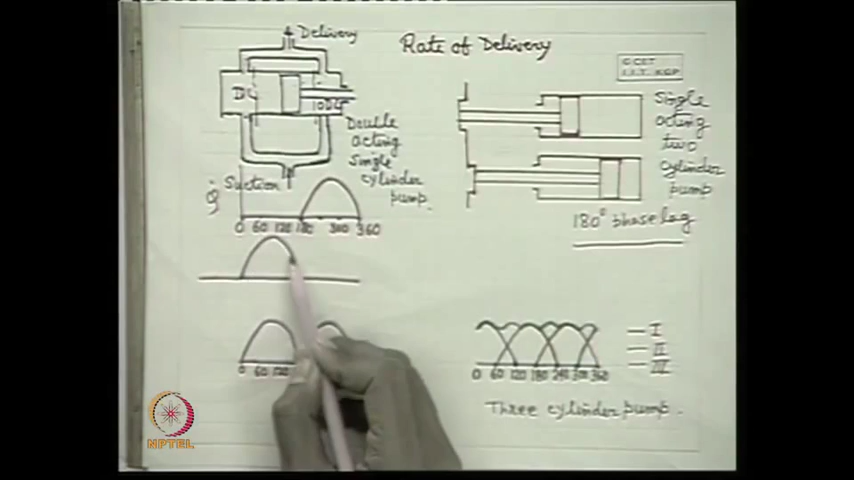 Delivery
Rate of Delivery
© CET
I.I.T. KGP
DC
ODC
Double
acting
single
cylinder
pump.
Suction
Single
acting
two
cylinder
pump
180° phase lag
Q̇
0 60 120 180 300 360
0 60 120
I
II
III
0 60 120 180 240 300 360
Three cylinder pump.
NPTEL